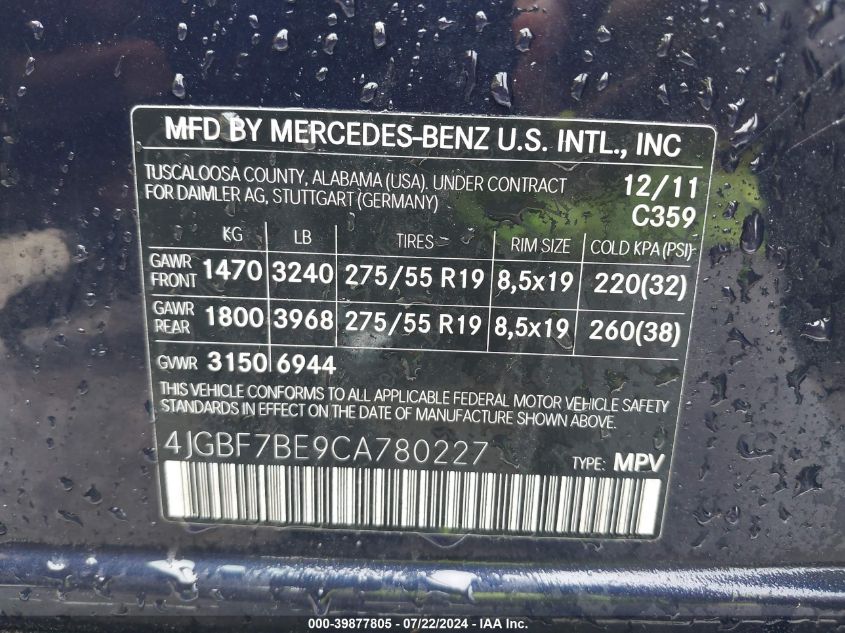 MFD BY MERCEDES-BENZ U.S. INTL., INC
TUSCALOOSA COUNTY, ALABAMA (USA). UNDER CONTRACT 12/11
FOR DAIMLER AG, STUTTGART (GERMANY) C359
KG LB TIRES RIM SIZE COLD KPA (PSI)
GAWR FRONT 1470 3240 275/55 R19 8,5x19 220(32)
GAWR REAR 1800 3968 275/55 R19 8,5x19 260(38)
GVWR 3150 6944
THIS VEHICLE CONFORMS TO ALL APPLICABLE FEDERAL MOTOR VEHICLE SAFETY
STANDARDS IN EFFECT ON THE DATE OF MANUFACTURE SHOWN ABOVE.
4JGBF7BE9CA780227 TYPE: MPV
000-39877805 - 07/22/2024 - IAA Inc.